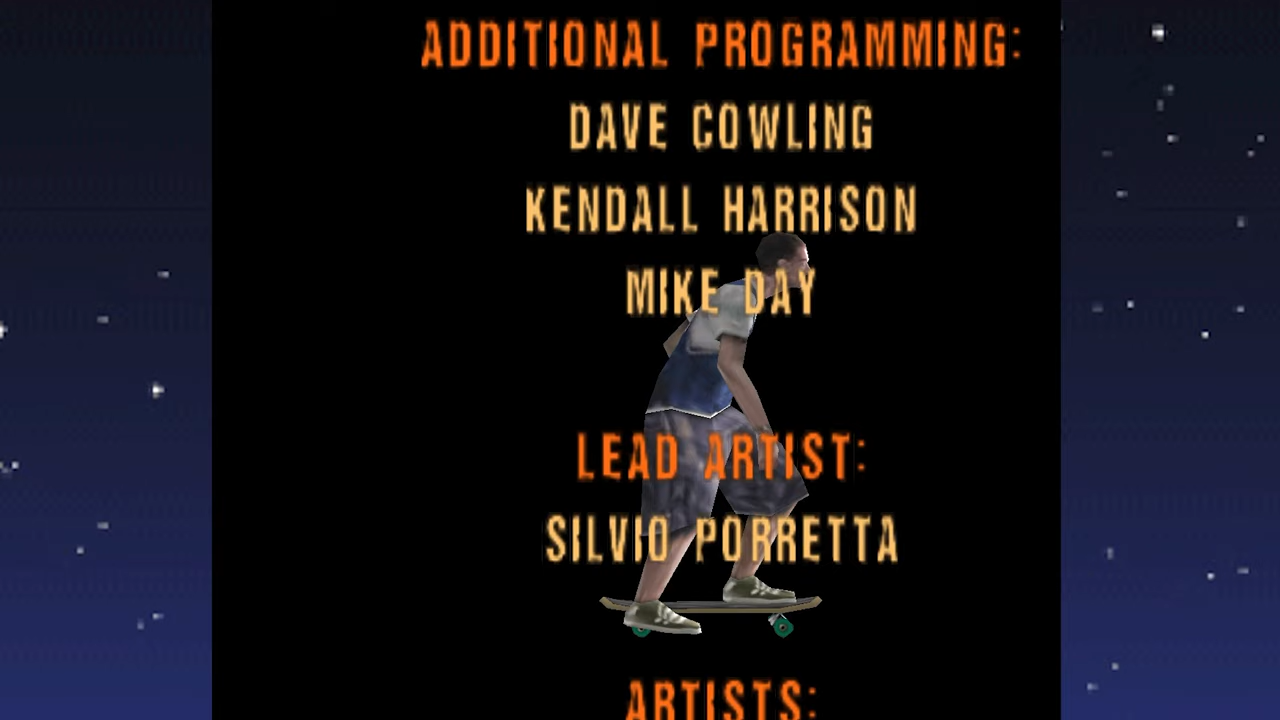 ADDITIONAL PROGRAMMING:
DAVE COWLING
KENDALL HARRISON
MIKE DAY
LEAD ARTIST:
SILVIO PORRETTA
ARTISTS: